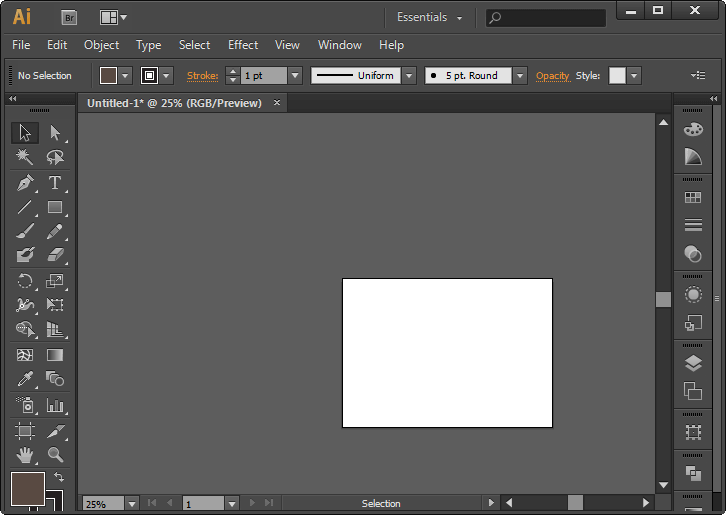 Ai Br Essentials
File Edit Object Type Select Effect View Window Help
No Selection Stroke: 1 pt Uniform 5 pt. Round Opacity Style:
Untitled-1* @ 25% (RGB/Preview)
T
25% 1 Selection